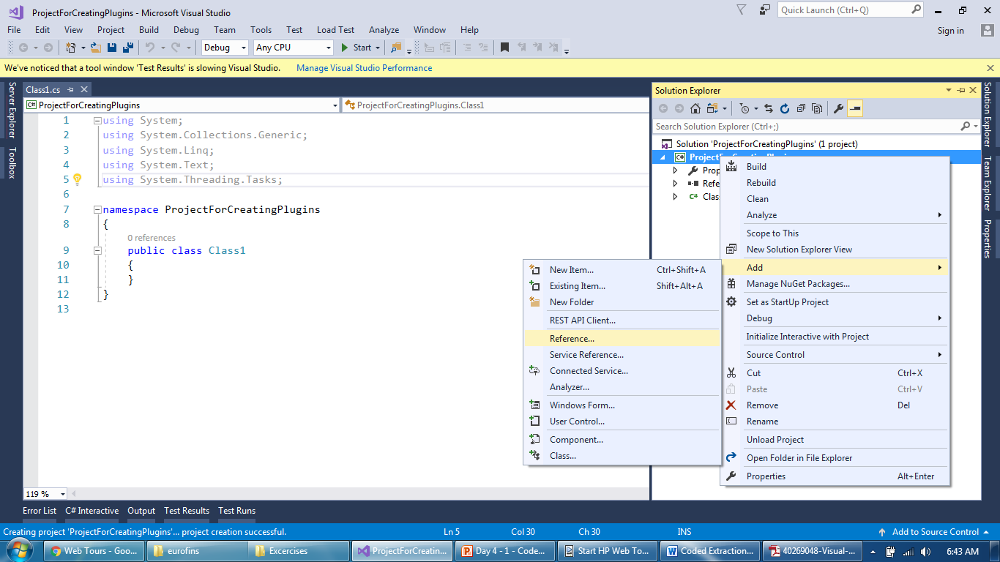 ProjectForCreatingPlugins - Microsoft Visual Studio
Quick Launch (Ctrl+Q)
File Edit View Project Build Debug Team Tools Test Load Test Analyze Window Help
Sign in
Debug Any CPU Start
We've noticed that a tool window 'Test Results' is slowing Visual Studio. Manage Visual Studio Performance
Server Explorer
Toolbox
Class1.cs
C# ProjectForCreatingPlugins
ProjectForCreatingPlugins.Class1
1 using System;
2 using System.Collections.Generic;
3 using System.Linq;
4 using System.Text;
5 using System.Threading.Tasks;
6
7 namespace ProjectForCreatingPlugins
8 {
0 references
9 public class Class1
10 {
11 }
12 }
13
119 %
Solution Explorer
Search Solution Explorer (Ctrl+;)
Solution 'ProjectForCreatingPlugins' (1 project)
C#
Prop
Refe
C# Clas
Build
Rebuild
Clean
Analyze
Scope to This
New Solution Explorer View
Add
Manage NuGet Packages...
Set as StartUp Project
Debug
Initialize Interactive with Project
Source Control
Cut Ctrl+X
Paste Ctrl+V
Remove Del
Rename
Unload Project
Open Folder in File Explorer
Properties Alt+Enter
New Item... Ctrl+Shift+A
Existing Item... Shift+Alt+A
New Folder
REST API Client...
Reference...
Service Reference...
Connected Service...
Analyzer...
Windows Form...
User Control...
Component...
Class...
Solution Explorer
Team Explorer
Properties
Error List C# Interactive Output Test Results Test Runs
Creating project 'ProjectForCreatingPlugins'... project creation successful. Ln 5 Col 30 Ch 30 INS Add to Source Control
Web Tours - Goo... eurofins Excercises ProjectForCreatin... Day 4 - 1 - Code... Start HP Web To... Coded Extraction... 40269048-Visual-... 6:43 AM